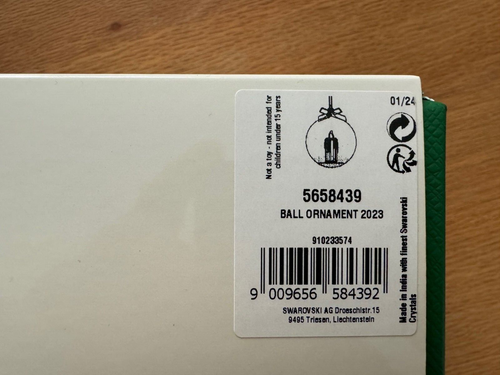 Not a toy - not intended for
children under 15 years
01/24
5658439
BALL ORNAMENT 2023
910233574
9 009656 584392
SWAROVSKI AG Droeschistr.15
9495 Triesen, Liechtenstein
Made in India with finest Swarovski
Crystals